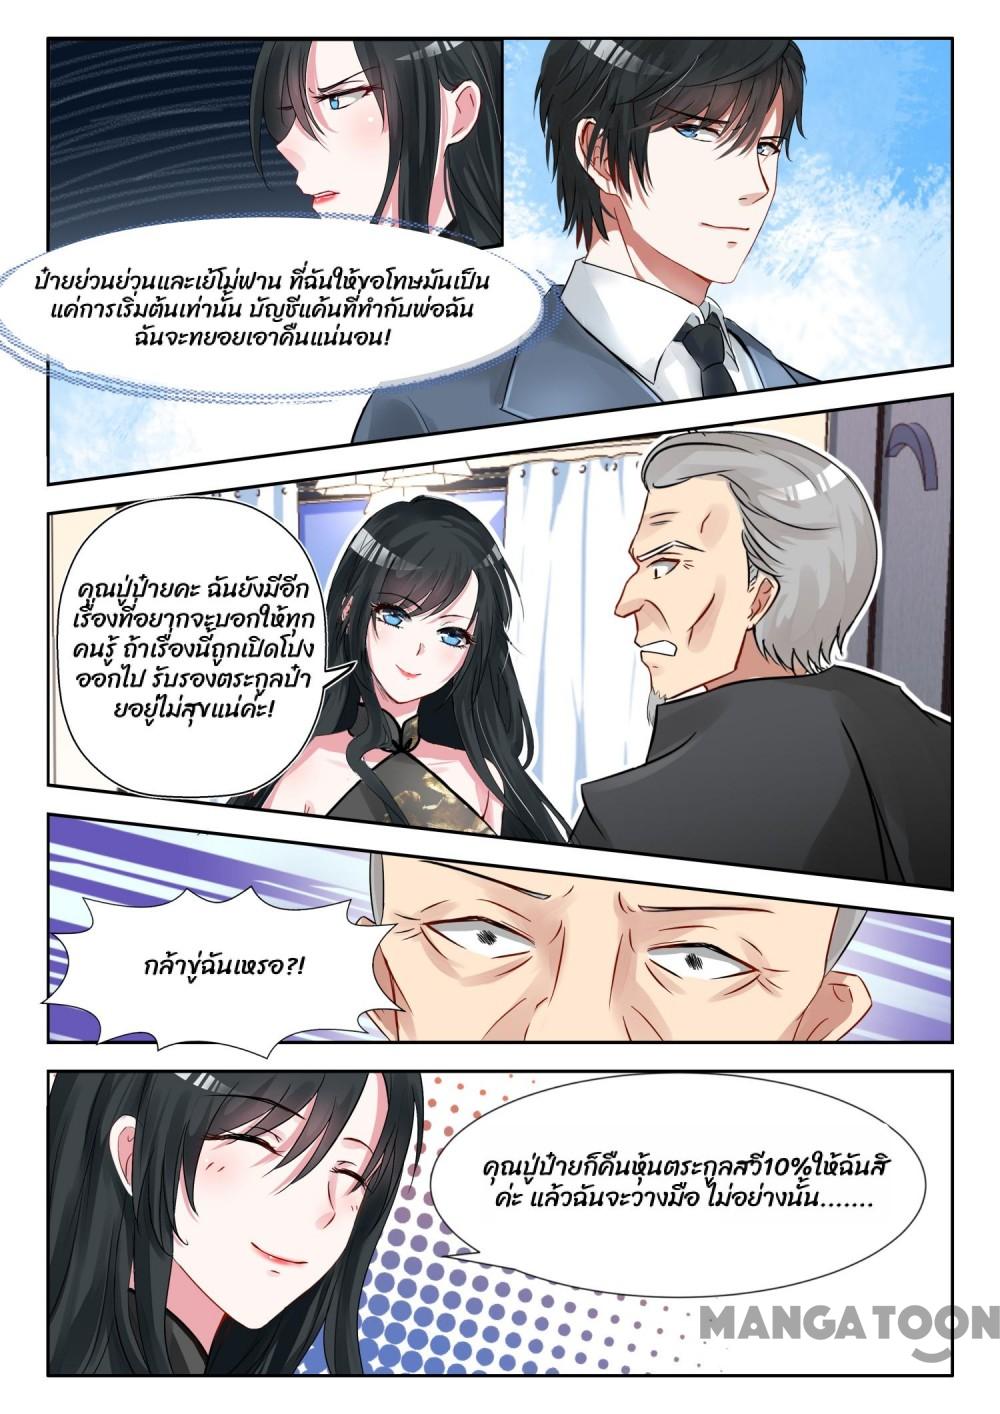 ป๋ายย่วนย่วนและเย้โม่ฟาน ที่ฉันให้ขอโทษมันเป็น
แค่การเริ่มต้นเท่านั้น บัญชีแค้นที่ทำกับพ่อฉัน
ฉันจะทยอยเอาคืนแน่นอน!
คุณปู่ป๋ายคะ ฉันยังมีอีก
เรื่องที่อยากจะบอกให้ทุก
คนรู้ ถ้าเรื่องนี้ถูกเปิดโปง
ออกไป รับรองตระกูลป๋า
ยอยู่ไม่สุขแน่ค่ะ!
กล้าขู่ฉันเหรอ?!
คุณปู่ป๋ายก็คืนหุ้นตระกูลสวี10%ให้ฉันสิ
ค่ะ แล้วฉันจะวางมือ ไม่อย่างนั้น.......
MANGATOON